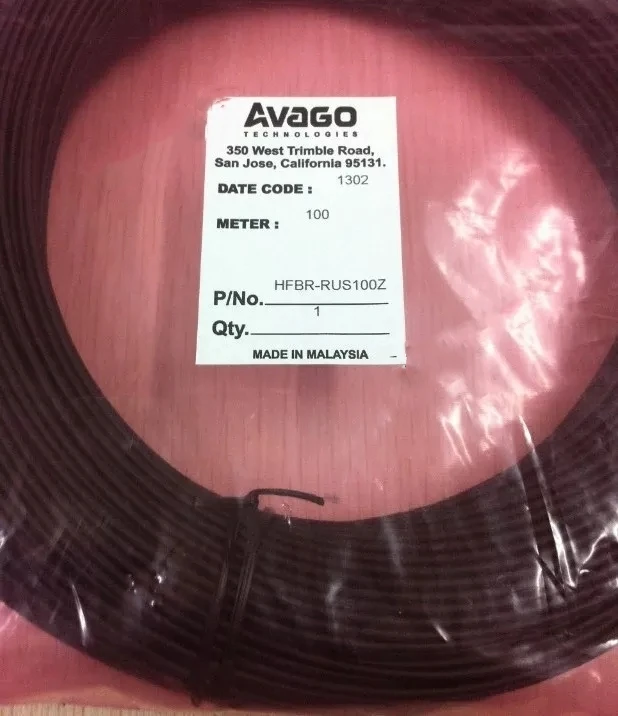 AVAGO
TECHNOLOGIES
350 West Trimble Road,
San Jose, California 95131.
DATE CODE : 1302
METER : 100
P/No. HFBR-RUS100Z
Qty. 1
MADE IN MALAYSIA